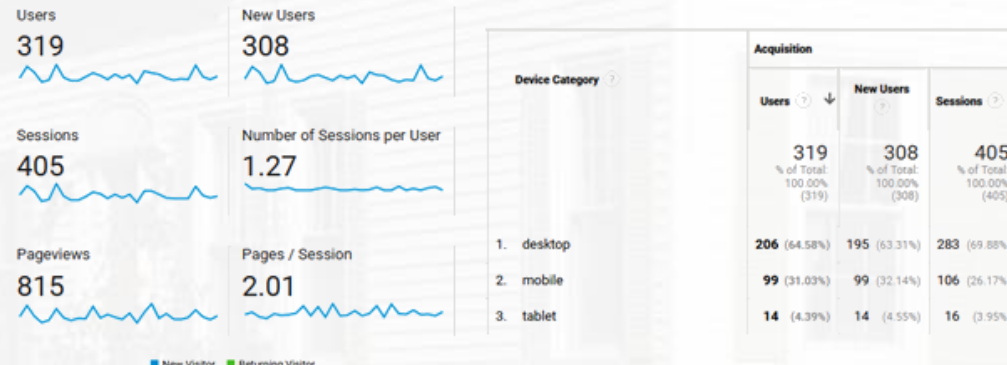 Users
319
New Users
308
Sessions
405
Number of Sessions per User
1.27
Pageviews
815
Pages / Session
2.01
New Visitor Returning Visitor
Device Category ?
Acquisition
Users ? ↓ New Users ? Sessions ?
319 308 405
% of Total: % of Total: % of Total:
100.00% 100.00% 100.00%
(319) (308) (405)
1. desktop 206 (64.58%) 195 (63.31%) 283 (69.88%
2. mobile 99 (31.03%) 99 (32.14%) 106 (26.17%
3. tablet 14 (4.39%) 14 (4.55%) 16 (3.95%